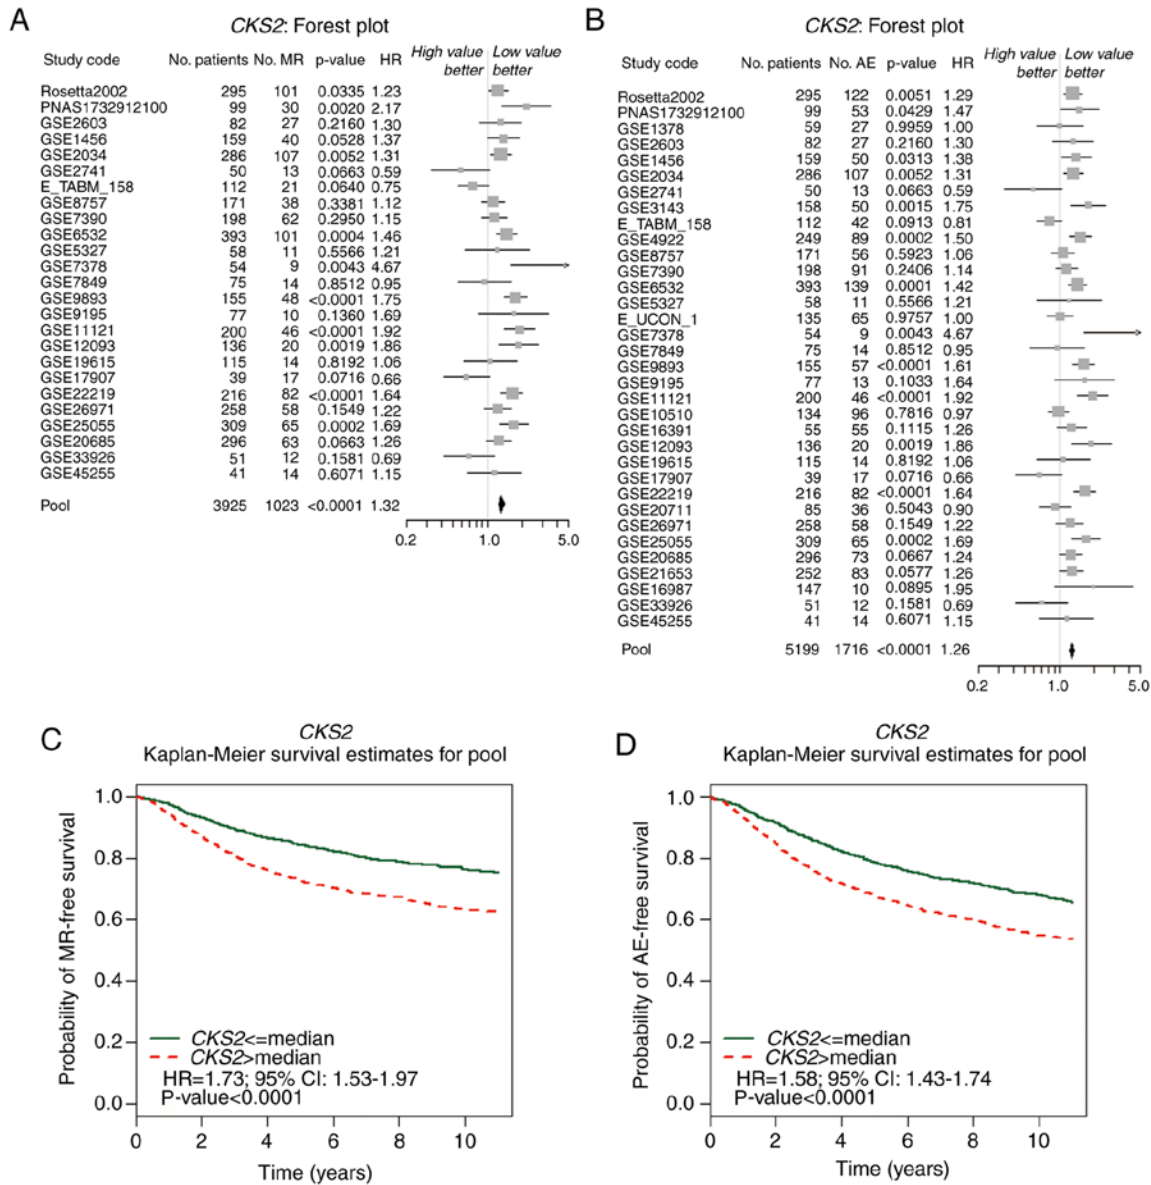 A
CKS2: Forest plot
Study code No. patients No. MR p-value HR High value better Low value better
Rosetta2002 295 101 0.0335 1.23
PNAS1732912100 99 30 0.0020 2.17
GSE2603 82 27 0.2160 1.30
GSE1456 159 40 0.0528 1.37
GSE2034 286 107 0.0052 1.31
GSE2741 50 13 0.0663 0.59
E_TABM_158 112 21 0.0640 0.75
GSE8757 171 38 0.3381 1.12
GSE7390 198 62 0.2950 1.15
GSE6532 393 101 0.0004 1.46
GSE5327 58 11 0.5566 1.21
GSE7378 54 9 0.0043 4.67
GSE7849 75 14 0.8512 0.95
GSE9893 155 48 <0.0001 1.75
GSE9195 77 10 0.1360 1.69
GSE11121 200 46 <0.0001 1.92
GSE12093 136 20 0.0019 1.86
GSE19615 115 14 0.8192 1.06
GSE17907 39 17 0.0716 0.66
GSE22219 216 82 <0.0001 1.64
GSE26971 258 58 0.1549 1.22
GSE25055 309 65 0.0002 1.69
GSE20685 296 63 0.0663 1.26
GSE33926 51 12 0.1581 0.69
GSE45255 41 14 0.6071 1.15
Pool 3925 1023 <0.0001 1.32
0.2 1.0 5.0
B
CKS2: Forest plot
Study code No. patients No. AE p-value HR High value better Low value better
Rosetta2002 295 122 0.0051 1.29
PNAS1732912100 99 53 0.0429 1.47
GSE1378 59 27 0.9959 1.00
GSE2603 82 27 0.2160 1.30
GSE1456 159 50 0.0313 1.38
GSE2034 286 107 0.0052 1.31
GSE2741 50 13 0.0663 0.59
GSE3143 158 50 0.0015 1.75
E_TABM_158 112 42 0.0913 0.81
GSE4922 249 89 0.0002 1.50
GSE8757 171 56 0.5923 1.06
GSE7390 198 91 0.2406 1.14
GSE6532 393 139 0.0001 1.42
GSE5327 58 11 0.5566 1.21
E_UCON_1 135 65 0.9757 1.00
GSE7378 54 9 0.0043 4.67
GSE7849 75 14 0.8512 0.95
GSE9893 155 57 <0.0001 1.61
GSE9195 77 13 0.1033 1.64
GSE11121 200 46 <0.0001 1.92
GSE10510 134 96 0.7816 0.97
GSE16391 55 55 0.1115 1.26
GSE12093 136 20 0.0019 1.86
GSE19615 115 14 0.8192 1.06
GSE17907 39 17 0.0716 0.66
GSE22219 216 82 <0.0001 1.64
GSE20711 85 36 0.5043 0.90
GSE26971 258 58 0.1549 1.22
GSE25055 309 65 0.0002 1.69
GSE20685 296 73 0.0667 1.24
GSE21653 252 83 0.0577 1.26
GSE16987 147 10 0.0895 1.95
GSE33926 51 12 0.1581 0.69
GSE45255 41 14 0.6071 1.15
Pool 5199 1716 <0.0001 1.26
0.2 1.0 5.0
C
CKS2
Kaplan-Meier survival estimates for pool
Probability of MR-free survival
1.0
0.8
0.6
0.4
0.2
0.0
CKS2<=median
CKS2>median
HR=1.73; 95% CI: 1.53-1.97
P-value<0.0001
0 2 4 6 8 10
Time (years)
D
CKS2
Kaplan-Meier survival estimates for pool
Probability of AE-free survival
1.0
0.8
0.6
0.4
0.2
0.0
CKS2<=median
CKS2>median
HR=1.58; 95% CI: 1.43-1.74
P-value<0.0001
0 2 4 6 8 10
Time (years)